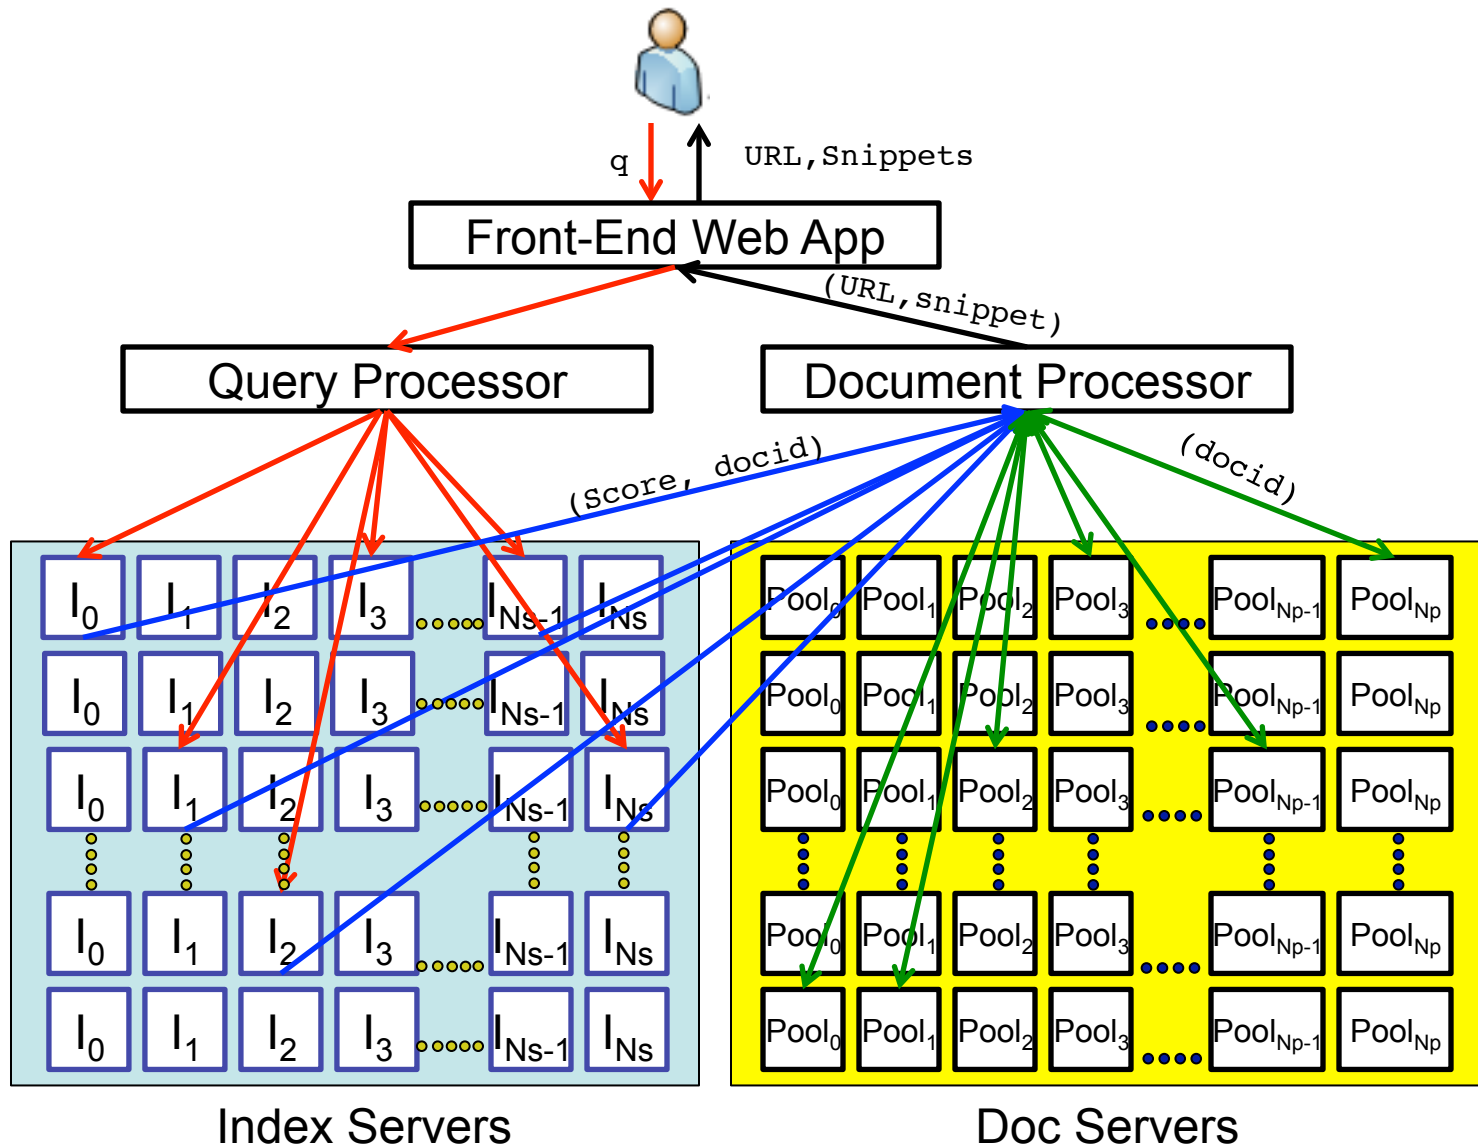 q
URL,Snippets
Front-End Web App
(URL,snippet)
Query Processor
Document Processor
(Score, docid)
(docid)
I0 I1 I2 I3 INs-1 INs
I0 I1 I2 I3 INs-1 INs
I0 I1 I2 I3 INs-1 INs
I0 I1 I2 I3 INs-1 INs
I0 I1 I2 I3 INs-1 INs
Pool0 Pool1 Pool2 Pool3 PoolNp-1 PoolNp
Pool0 Pool1 Pool2 Pool3 PoolNp-1 PoolNp
Pool0 Pool1 Pool2 Pool3 PoolNp-1 PoolNp
Pool0 Pool1 Pool2 Pool3 PoolNp-1 PoolNp
Pool0 Pool1 Pool2 Pool3 PoolNp-1 PoolNp
Index Servers
Doc Servers